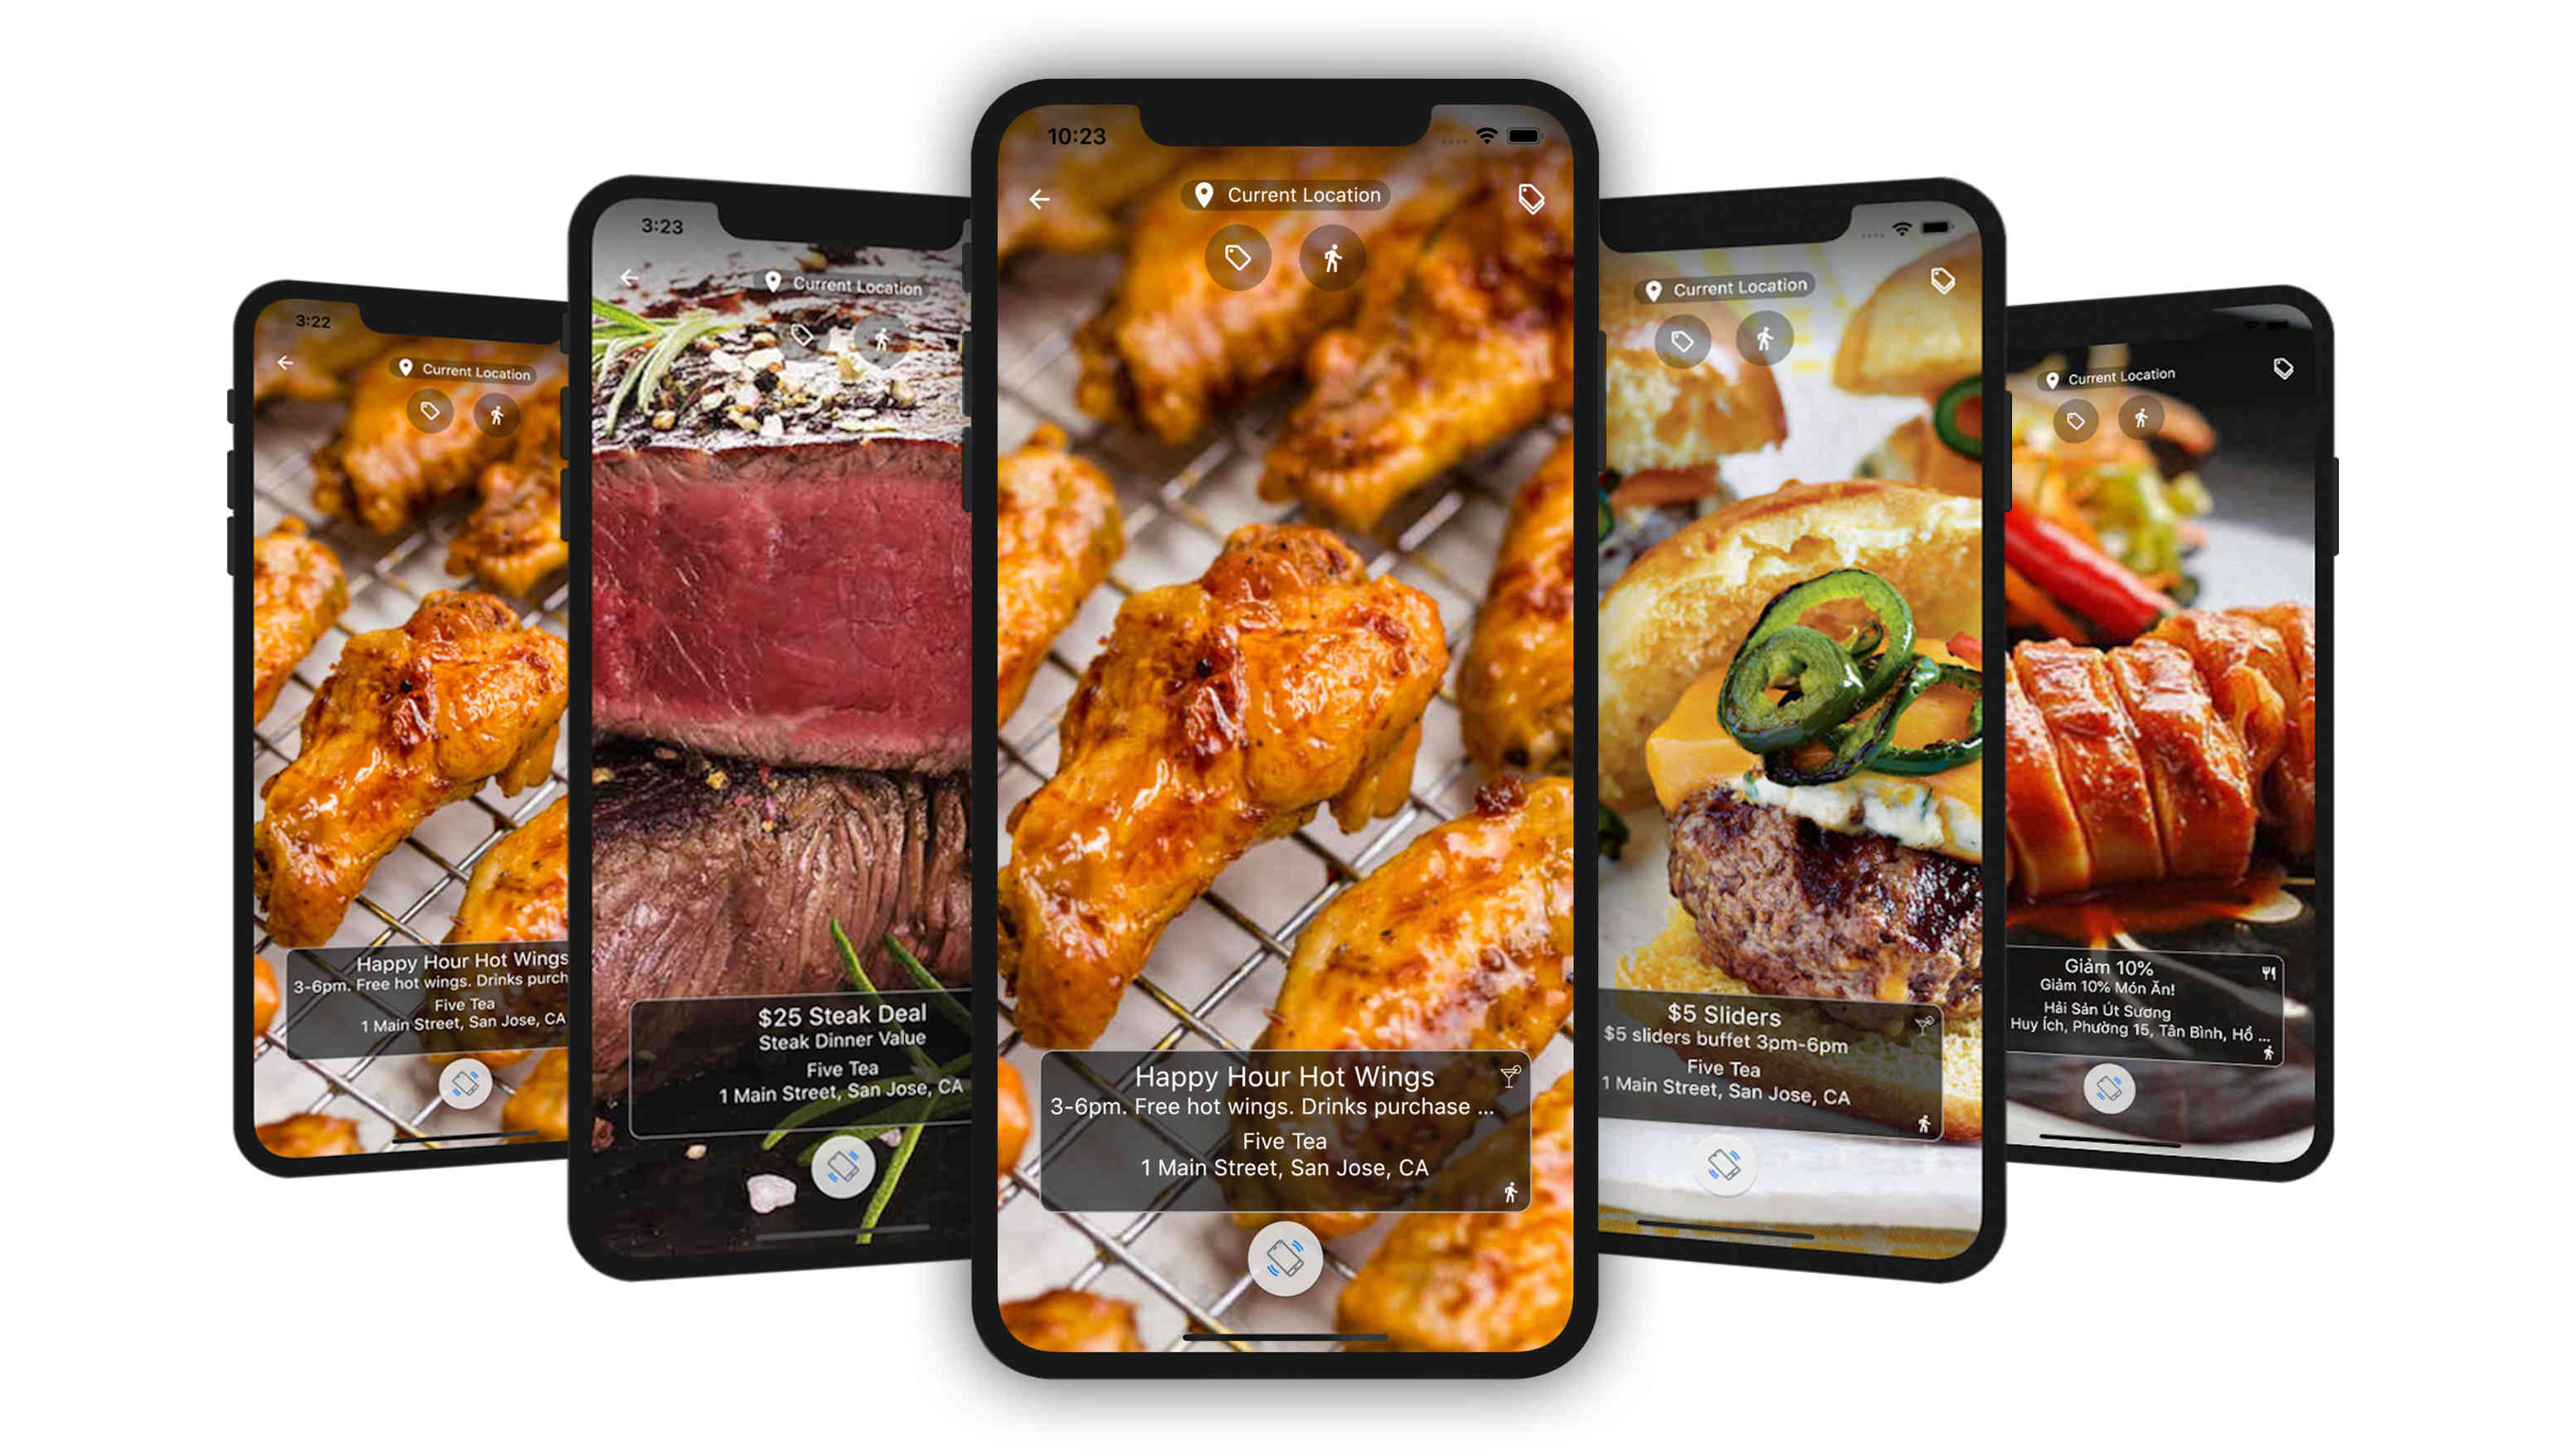 3:22
Current Location
Happy Hour Hot Wings
3-6pm. Free hot wings. Drinks
Five Tea
1 Main Street, San Jose, CA
3:23
Current Location
$25 Steak Deal
Steak Dinner Value
Five Tea
1 Main Street, San Jose, CA
10:23
Current Location
Happy Hour Hot Wings
3-6pm. Free hot wings. Drinks purchase ...
Five Tea
1 Main Street, San Jose, CA
Current Location
$5 Sliders
$5 sliders buffet 3pm-6pm
Five Tea
1 Main Street, San Jose, CA
Current Location
Giảm 10%
Giảm 10% Món Ăn!
Hải Sản Út Sương
Huy Ích, Phường 15, Tân Bình, Hồ ...